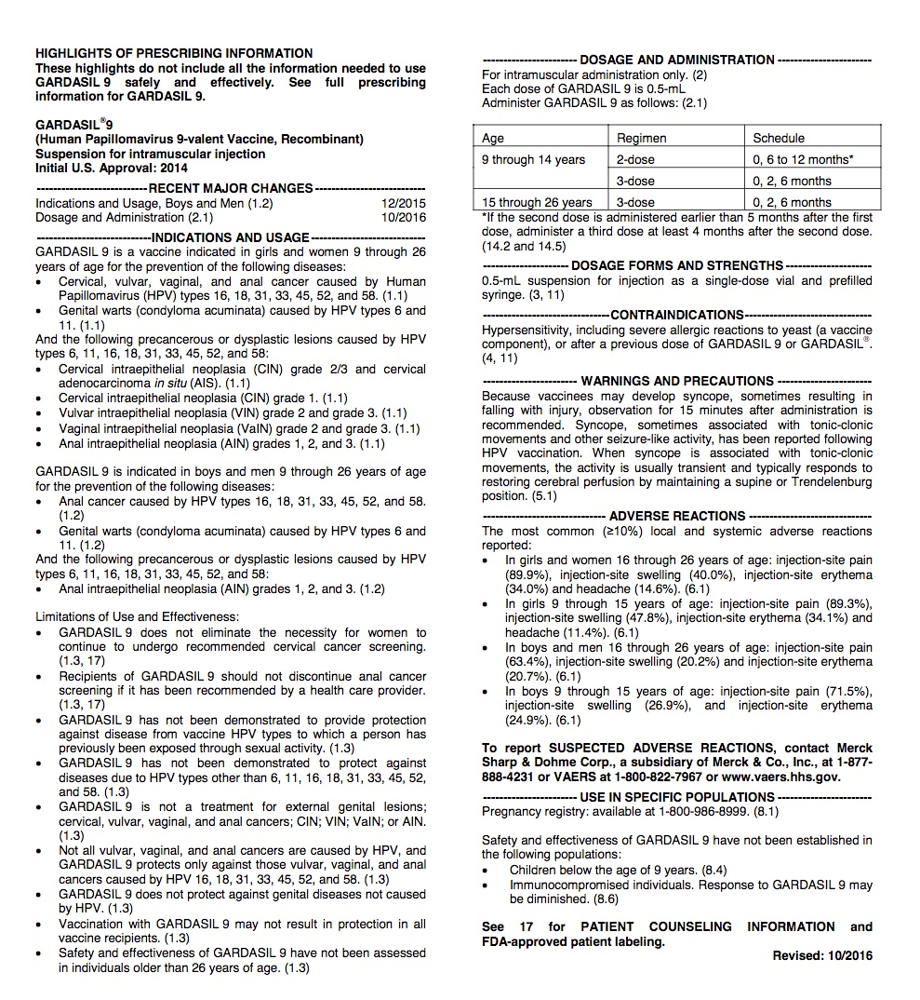 HIGHLIGHTS OF PRESCRIBING INFORMATION
These highlights do not include all the information needed to use
GARDASIL 9 safely and effectively. See full prescribing
information for GARDASIL 9.
GARDASIL®9
(Human Papillomavirus 9-valent Vaccine, Recombinant)
Suspension for intramuscular injection
Initial U.S. Approval: 2014
---------------------------RECENT MAJOR CHANGES---------------------------
Indications and Usage, Boys and Men (1.2) 12/2015
Dosage and Administration (2.1) 10/2016
----------------------------INDICATIONS AND USAGE----------------------------
GARDASIL 9 is a vaccine indicated in girls and women 9 through 26
years of age for the prevention of the following diseases:
• Cervical, vulvar, vaginal, and anal cancer caused by Human
Papillomavirus (HPV) types 16, 18, 31, 33, 45, 52, and 58. (1.1)
• Genital warts (condyloma acuminata) caused by HPV types 6 and
11. (1.1)
And the following precancerous or dysplastic lesions caused by HPV
types 6, 11, 16, 18, 31, 33, 45, 52, and 58:
• Cervical intraepithelial neoplasia (CIN) grade 2/3 and cervical
adenocarcinoma in situ (AIS). (1.1)
• Cervical intraepithelial neoplasia (CIN) grade 1. (1.1)
• Vulvar intraepithelial neoplasia (VIN) grade 2 and grade 3. (1.1)
• Vaginal intraepithelial neoplasia (VaIN) grade 2 and grade 3. (1.1)
• Anal intraepithelial neoplasia (AIN) grades 1, 2, and 3. (1.1)
GARDASIL 9 is indicated in boys and men 9 through 26 years of age
for the prevention of the following diseases:
• Anal cancer caused by HPV types 16, 18, 31, 33, 45, 52, and 58.
(1.2)
• Genital warts (condyloma acuminata) caused by HPV types 6 and
11. (1.2)
And the following precancerous or dysplastic lesions caused by HPV
types 6, 11, 16, 18, 31, 33, 45, 52, and 58:
• Anal intraepithelial neoplasia (AIN) grades 1, 2, and 3. (1.2)
Limitations of Use and Effectiveness:
• GARDASIL 9 does not eliminate the necessity for women to
continue to undergo recommended cervical cancer screening.
(1.3, 17)
• Recipients of GARDASIL 9 should not discontinue anal cancer
screening if it has been recommended by a health care provider.
(1.3, 17)
• GARDASIL 9 has not been demonstrated to provide protection
against disease from vaccine HPV types to which a person has
previously been exposed through sexual activity. (1.3)
• GARDASIL 9 has not been demonstrated to protect against
diseases due to HPV types other than 6, 11, 16, 18, 31, 33, 45, 52,
and 58. (1.3)
• GARDASIL 9 is not a treatment for external genital lesions;
cervical, vulvar, vaginal, and anal cancers; CIN; VIN; VaIN; or AIN.
(1.3)
• Not all vulvar, vaginal, and anal cancers are caused by HPV, and
GARDASIL 9 protects only against those vulvar, vaginal, and anal
cancers caused by HPV 16, 18, 31, 33, 45, 52, and 58. (1.3)
• GARDASIL 9 does not protect against genital diseases not caused
by HPV. (1.3)
• Vaccination with GARDASIL 9 may not result in protection in all
vaccine recipients. (1.3)
• Safety and effectiveness of GARDASIL 9 have not been assessed
in individuals older than 26 years of age. (1.3)
----------------------- DOSAGE AND ADMINISTRATION -----------------------
For intramuscular administration only. (2)
Each dose of GARDASIL 9 is 0.5-mL
Administer GARDASIL 9 as follows: (2.1)
Age Regimen Schedule
9 through 14 years 2-dose 0, 6 to 12 months*
3-dose 0, 2, 6 months
15 through 26 years 3-dose 0, 2, 6 months
*If the second dose is administered earlier than 5 months after the first
dose, administer a third dose at least 4 months after the second dose.
(14.2 and 14.5)
--------------------- DOSAGE FORMS AND STRENGTHS ---------------------
0.5-mL suspension for injection as a single-dose vial and prefilled
syringe. (3, 11)
-------------------------------CONTRAINDICATIONS-------------------------------
Hypersensitivity, including severe allergic reactions to yeast (a vaccine
component), or after a previous dose of GARDASIL 9 or GARDASIL®.
(4, 11)
----------------------- WARNINGS AND PRECAUTIONS -----------------------
Because vaccinees may develop syncope, sometimes resulting in
falling with injury, observation for 15 minutes after administration is
recommended. Syncope, sometimes associated with tonic-clonic
movements and other seizure-like activity, has been reported following
HPV vaccination. When syncope is associated with tonic-clonic
movements, the activity is usually transient and typically responds to
restoring cerebral perfusion by maintaining a supine or Trendelenburg
position. (5.1)
------------------------------ ADVERSE REACTIONS ------------------------------
The most common (≥10%) local and systemic adverse reactions
reported:
• In girls and women 16 through 26 years of age: injection-site pain
(89.9%), injection-site swelling (40.0%), injection-site erythema
(34.0%) and headache (14.6%). (6.1)
• In girls 9 through 15 years of age: injection-site pain (89.3%),
injection-site swelling (47.8%), injection-site erythema (34.1%) and
headache (11.4%). (6.1)
• In boys and men 16 through 26 years of age: injection-site pain
(63.4%), injection-site swelling (20.2%) and injection-site erythema
(20.7%). (6.1)
• In boys 9 through 15 years of age: injection-site pain (71.5%),
injection-site swelling (26.9%), and injection-site erythema
(24.9%). (6.1)
To report SUSPECTED ADVERSE REACTIONS, contact Merck
Sharp & Dohme Corp., a subsidiary of Merck & Co., Inc., at 1-877-
888-4231 or VAERS at 1-800-822-7967 or www.vaers.hhs.gov.
----------------------- USE IN SPECIFIC POPULATIONS -----------------------
Pregnancy registry: available at 1-800-986-8999. (8.1)
Safety and effectiveness of GARDASIL 9 have not been established in
the following populations:
• Children below the age of 9 years. (8.4)
• Immunocompromised individuals. Response to GARDASIL 9 may
be diminished. (8.6)
See 17 for PATIENT COUNSELING INFORMATION and
FDA-approved patient labeling.
Revised: 10/2016